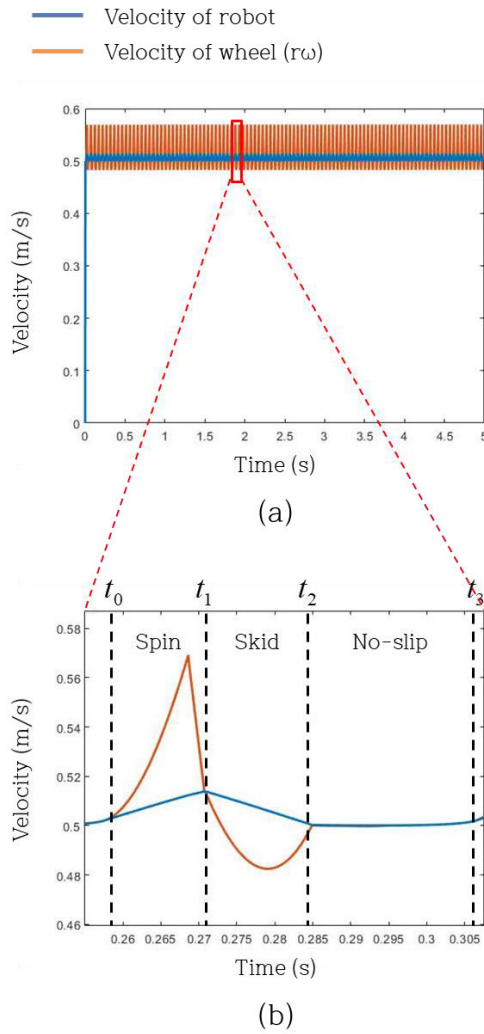 Velocity of robot
Velocity of wheel (rω)
0.6
0.5
0.4
0.3
0.2
0.1
0
Velocity (m/s)
0 0.5 1 1.5 2 2.5 3 3.5 4 4.5 5
Time (s)
(a)
t0 t1 t2 t3
Spin Skid No-slip
0.58
0.56
0.54
0.52
0.5
0.48
0.46
Velocity (m/s)
0.26 0.265 0.27 0.275 0.28 0.285 0.29 0.295 0.3 0.305
Time (s)
(b)